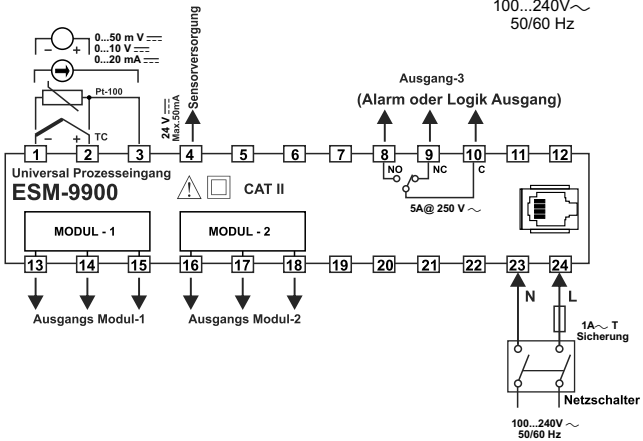 100...240V～
50/60 Hz
0...50 m V ⎓
0...10 V ⎓
0...20 mA ⎓
− +
Pt-100
− + TC
24 V ⎓
Max.50mA
Sensorversorgung
Ausgang-3
(Alarm oder Logik Ausgang)
1 2 3 4 5 6 7 8 9 10 11 12
Universal Prozesseingang
ESM-9900
CAT II
NO NC C
5A@ 250 V ～
MODUL - 1 MODUL - 2
13 14 15 16 17 18 19 20 21 22 23 24
Ausgangs Modul-1 Ausgangs Modul-2
N L
1A～ T
Sicherung
Netzschalter
100...240V ～
50/60 Hz